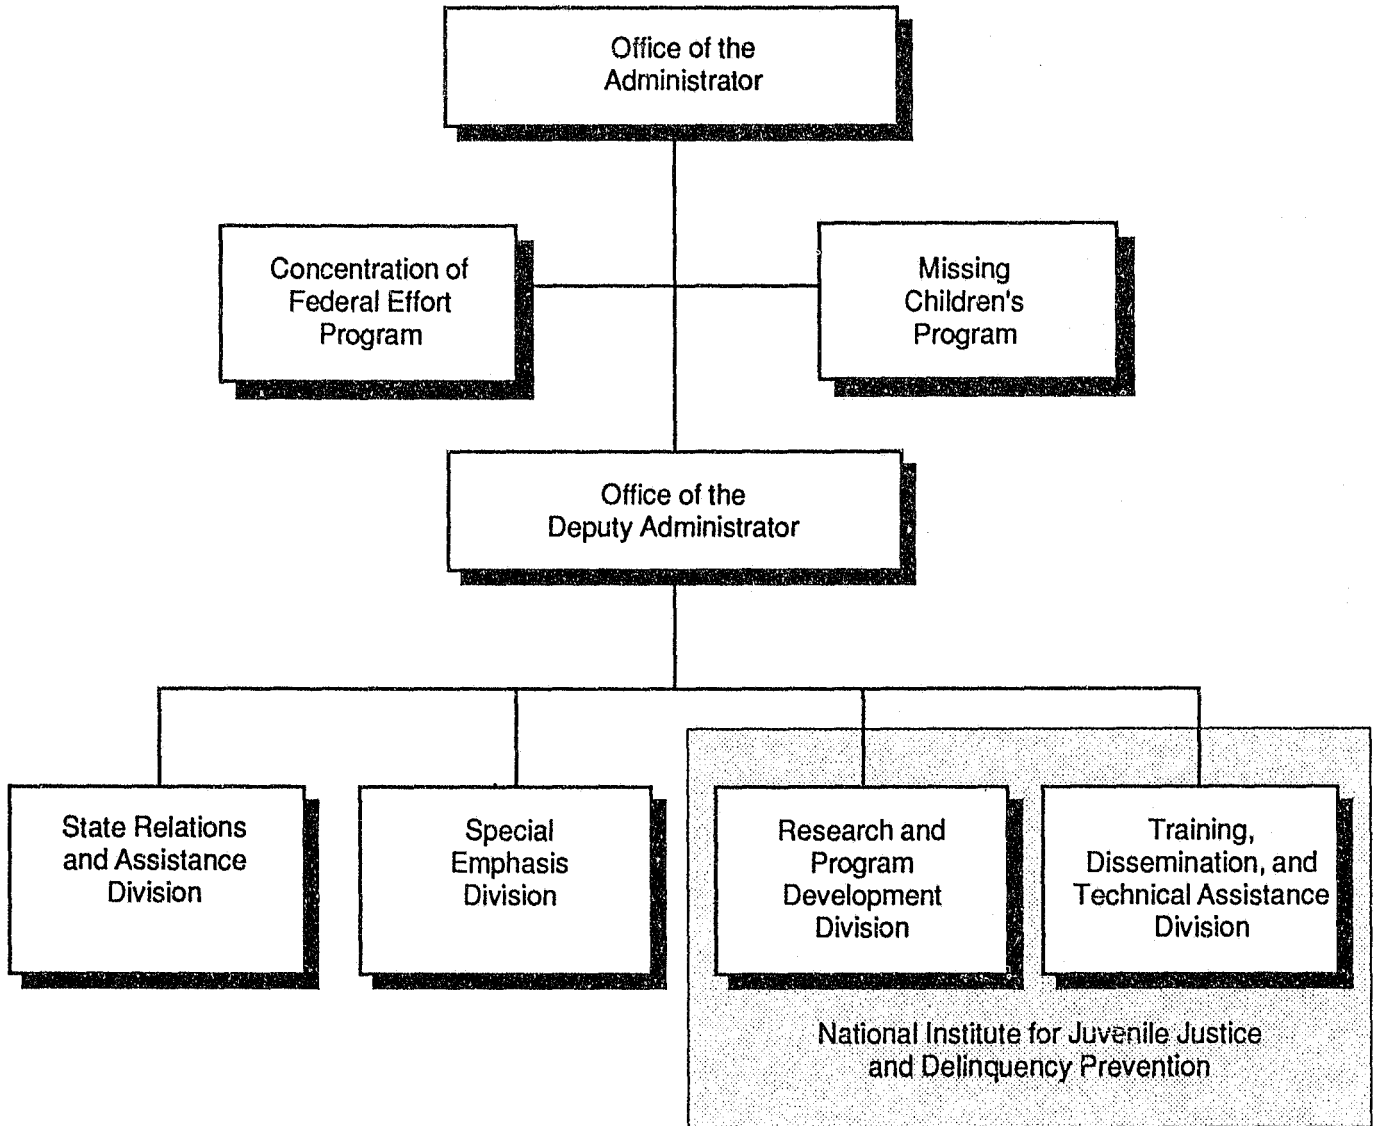 Office of the
Administrator
Concentration of
Federal Effort
Program
Missing
Children's
Program
Office of the
Deputy Administrator
State Relations
and Assistance
Division
Special
Emphasis
Division
Research and
Program
Development
Division
Training,
Dissemination, and
Technical Assistance
Division
National Institute for Juvenile Justice
and Delinquency Prevention